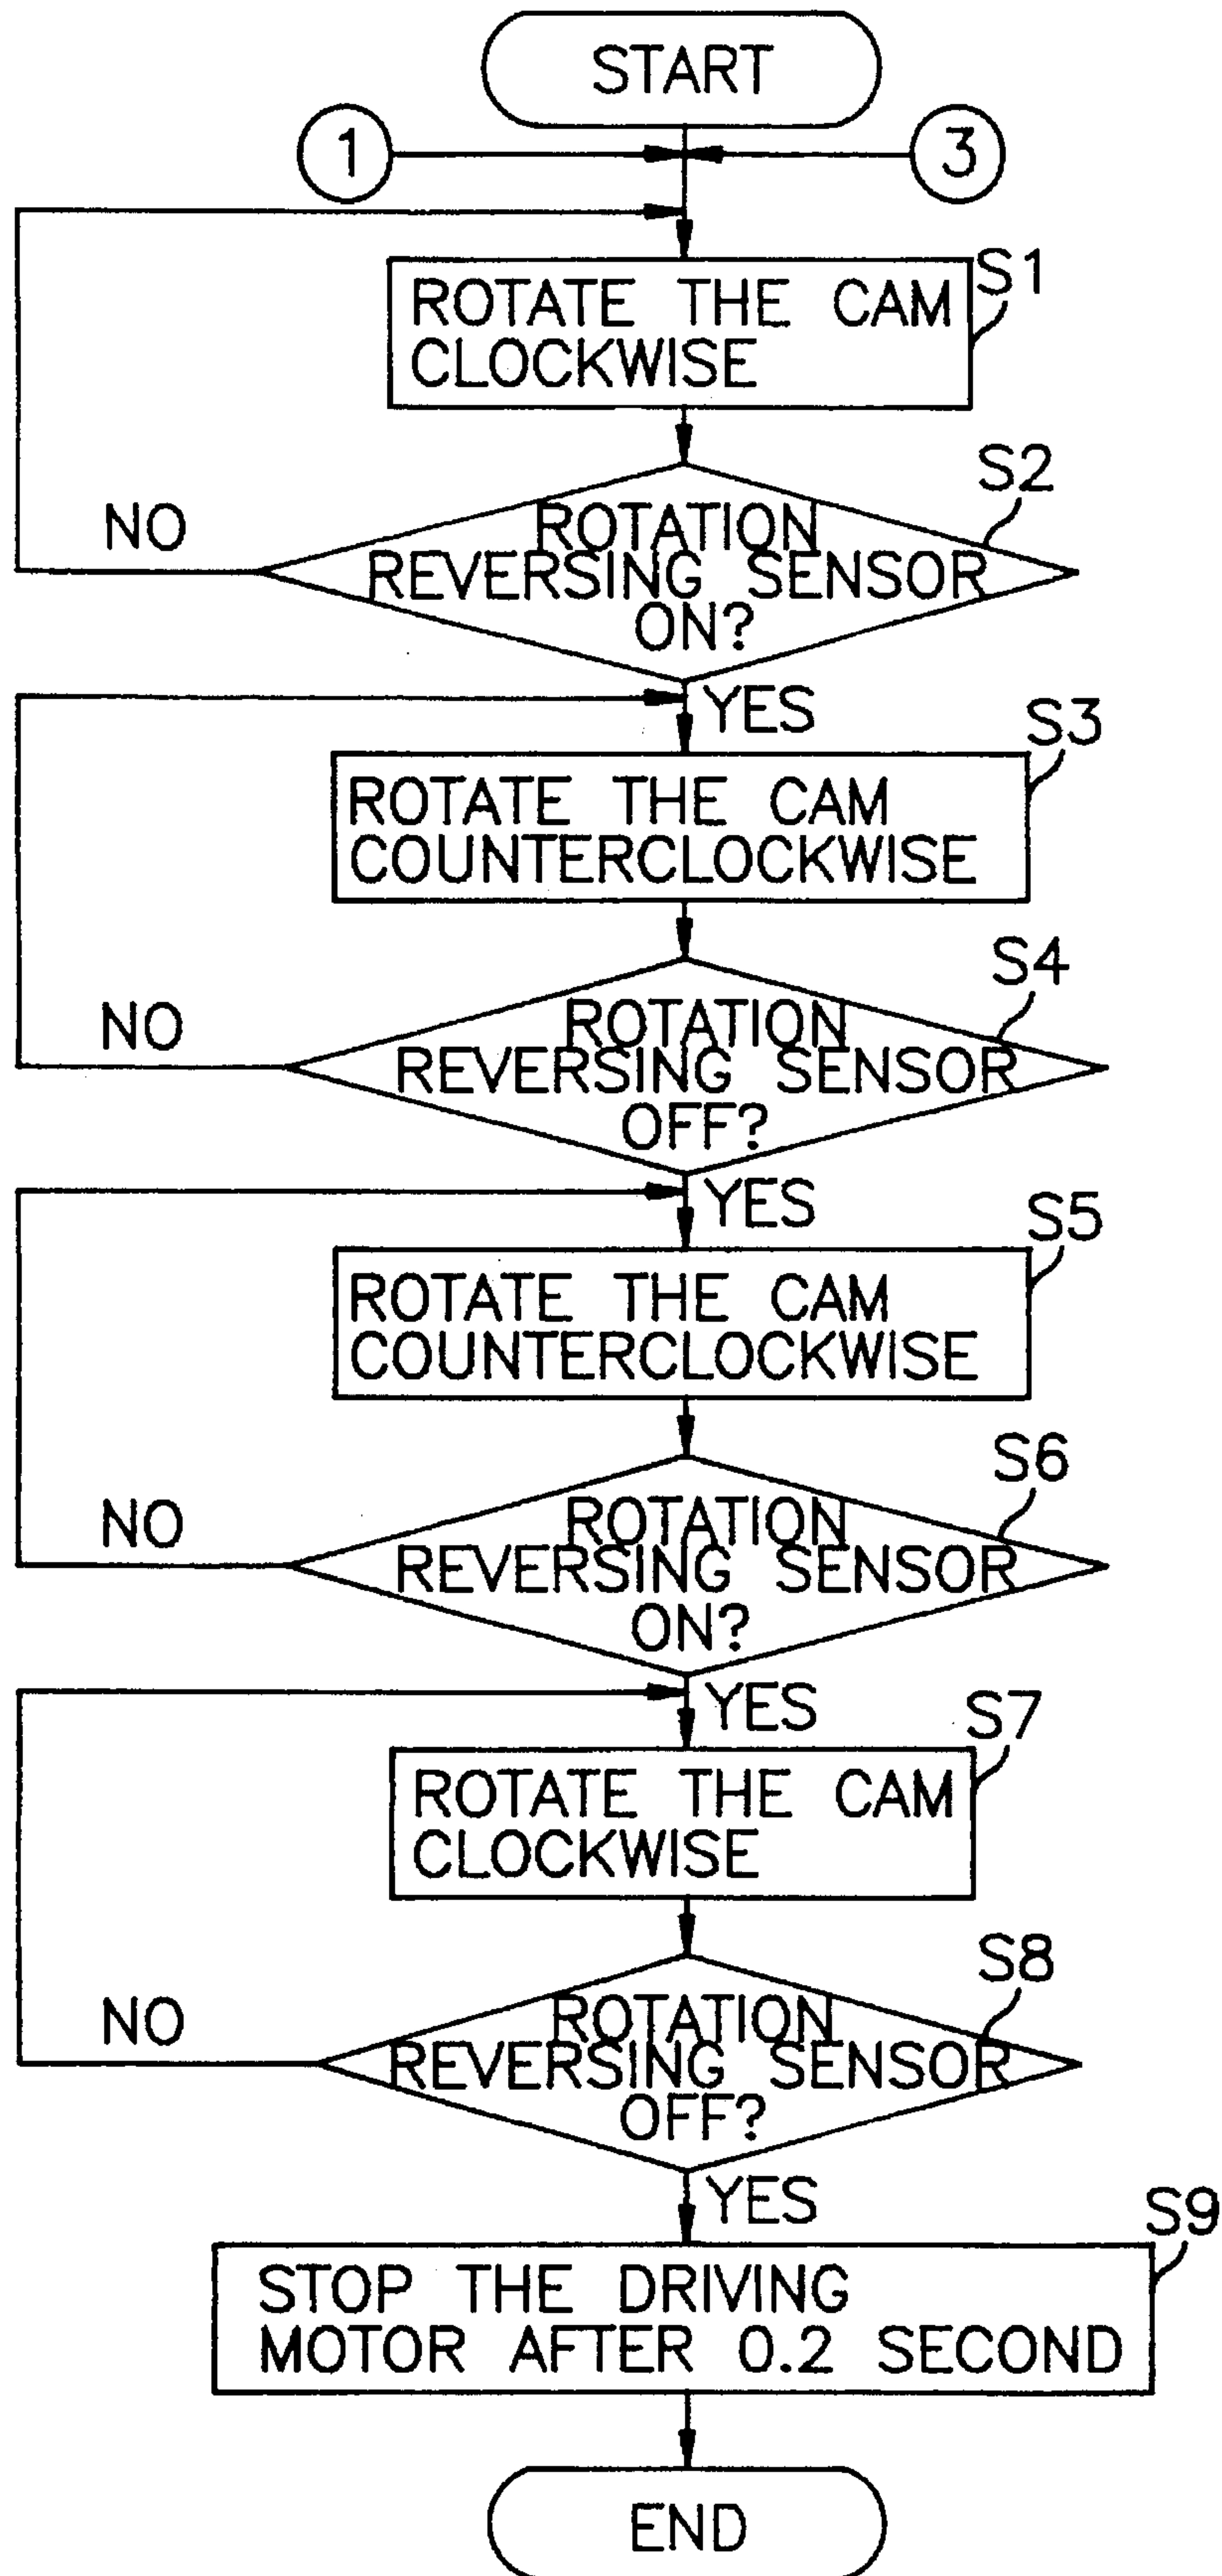 START
1
3
S1
ROTATE THE CAM
CLOCKWISE
S2
NO
ROTATION
REVERSING SENSOR
ON?
YES
S3
ROTATE THE CAM
COUNTERCLOCKWISE
S4
NO
ROTATION
REVERSING SENSOR
OFF?
YES
S5
ROTATE THE CAM
COUNTERCLOCKWISE
S6
NO
ROTATION
REVERSING SENSOR
ON?
YES
S7
ROTATE THE CAM
CLOCKWISE
S8
NO
ROTATION
REVERSING SENSOR
OFF?
YES
S9
STOP THE DRIVING
MOTOR AFTER 0.2 SECOND
END